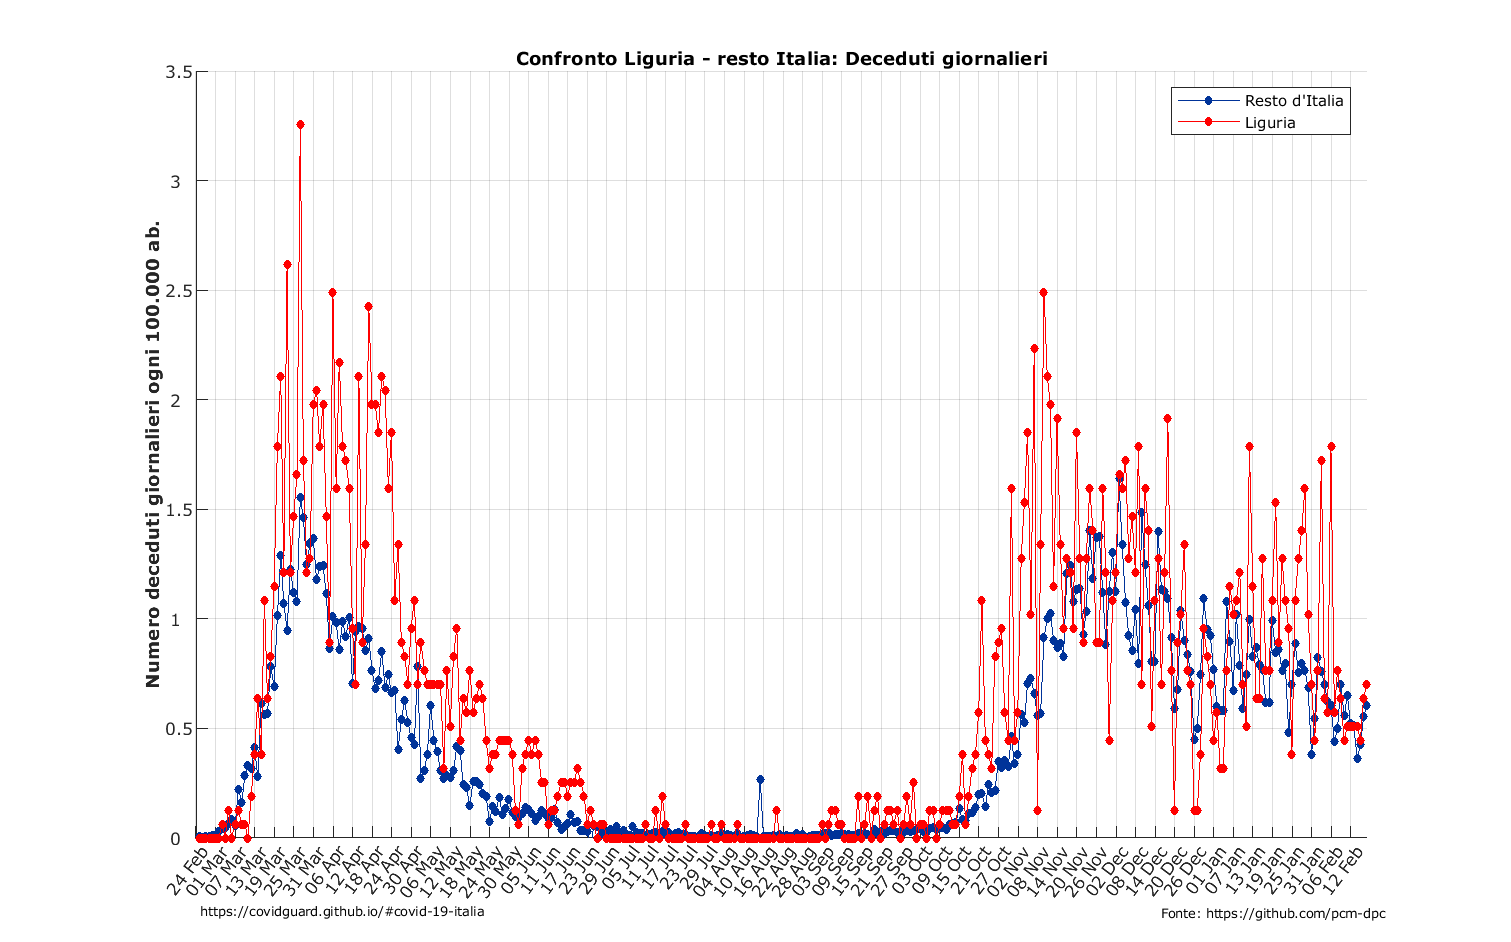 Confronto Liguria - resto Italia: Deceduti giornalieri
Resto d'Italia
Liguria
Numero deceduti giornalieri ogni 100.000 ab.
3.5
3
2.5
2
1.5
1
0.5
0
24 Feb
01 Mar
07 Mar
13 Mar
19 Mar
25 Mar
31 Mar
06 Apr
12 Apr
18 Apr
24 Apr
30 Apr
06 May
12 May
18 May
24 May
30 May
05 Jun
11 Jun
17 Jun
23 Jun
29 Jun
05 Jul
11 Jul
17 Jul
23 Jul
29 Jul
04 Aug
10 Aug
16 Aug
22 Aug
28 Aug
03 Sep
09 Sep
15 Sep
21 Sep
27 Sep
03 Oct
09 Oct
15 Oct
21 Oct
27 Oct
02 Nov
08 Nov
14 Nov
20 Nov
26 Nov
02 Dec
08 Dec
14 Dec
20 Dec
26 Dec
01 Jan
07 Jan
13 Jan
19 Jan
25 Jan
31 Jan
06 Feb
12 Feb
https://covidguard.github.io/#covid-19-italia
Fonte: https://github.com/pcm-dpc